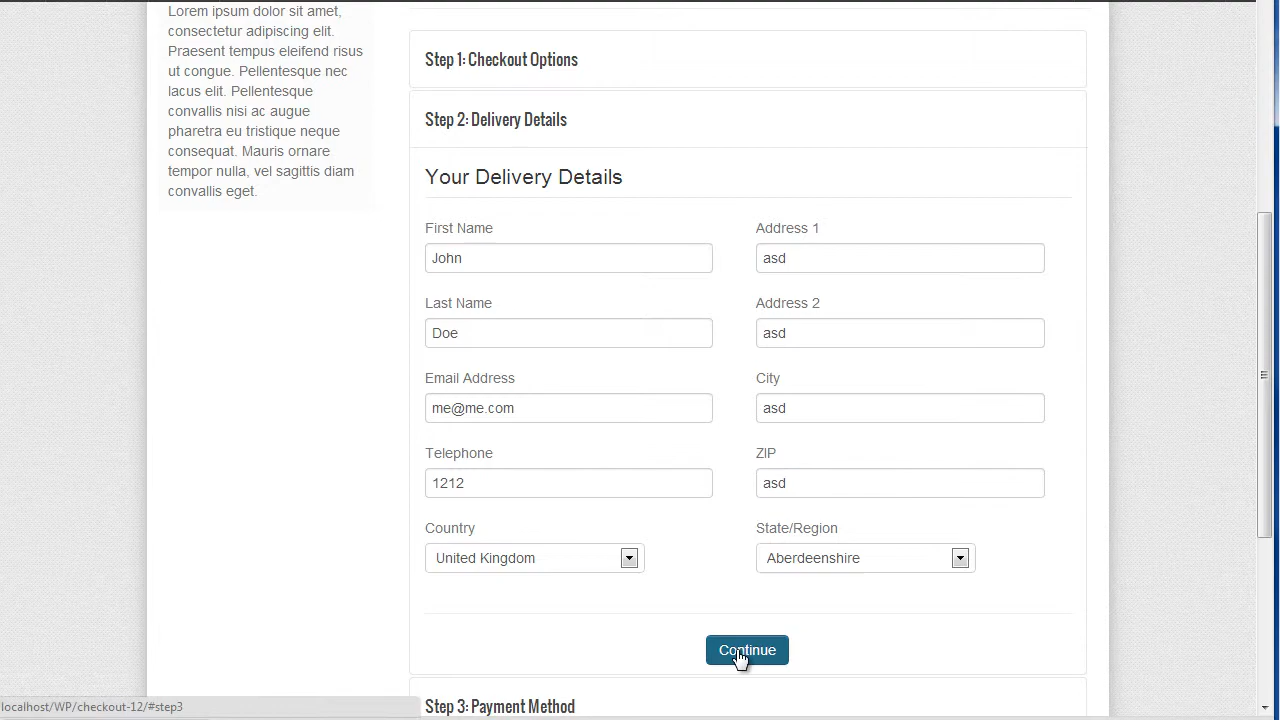 Lorem ipsum dolor sit amet,
consectetur adipiscing elit.
Praesent tempus eleifend risus
ut congue. Pellentesque nec
lacus elit. Pellentesque
convallis nisi ac augue
pharetra eu tristique neque
consequat. Mauris ornare
tempor nulla, vel sagittis diam
convallis eget.
Step 1: Checkout Options
Step 2: Delivery Details
Your Delivery Details
First Name
John
Last Name
Doe
Email Address
me@me.com
Telephone
1212
Country
United Kingdom
Address 1
asd
Address 2
asd
City
asd
ZIP
asd
State/Region
Aberdeenshire
Continue
Step 3: Payment Method
localhost/WP/checkout-12/#step3